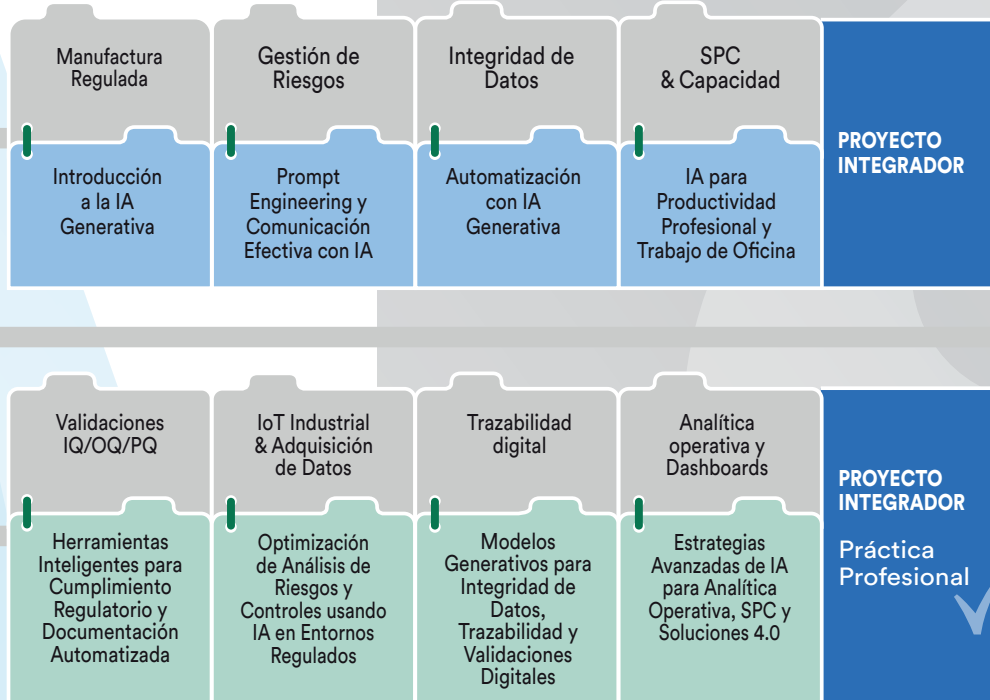 Manufactura
Regulada
Gestión de
Riesgos
Integridad de
Datos
SPC
& Capacidad
Introducción
a la IA
Generativa
Prompt
Engineering y
Comunicación
Efectiva con IA
Automatización
con IA
Generativa
IA para
Productividad
Profesional y
Trabajo de Oficina
PROYECTO
INTEGRADOR
Validaciones
IQ/OQ/PQ
IoT Industrial
& Adquisición
de Datos
Trazabilidad
digital
Analítica
operativa y
Dashboards
Herramientas
Inteligentes para
Cumplimiento
Regulatorio y
Documentación
Automatizada
Optimización
de Análisis de
Riesgos y
Controles usando
IA en Entornos
Regulados
Modelos
Generativos para
Integridad de
Datos,
Trazabilidad y
Validaciones
Digitales
Estrategias
Avanzadas de IA
para Analítica
Operativa, SPC y
Soluciones 4.0
PROYECTO
INTEGRADOR
Práctica
Profesional